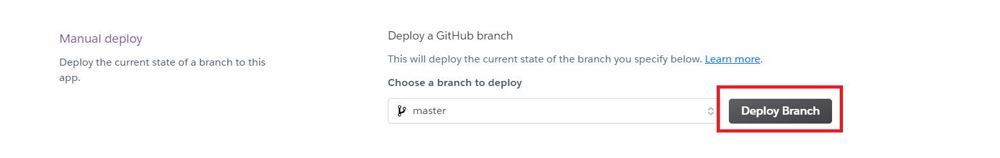 Manual deploy
Deploy the current state of a branch to this
app.
Deploy a GitHub branch
This will deploy the current state of the branch you specify below. Learn more.
Choose a branch to deploy
master
Deploy Branch